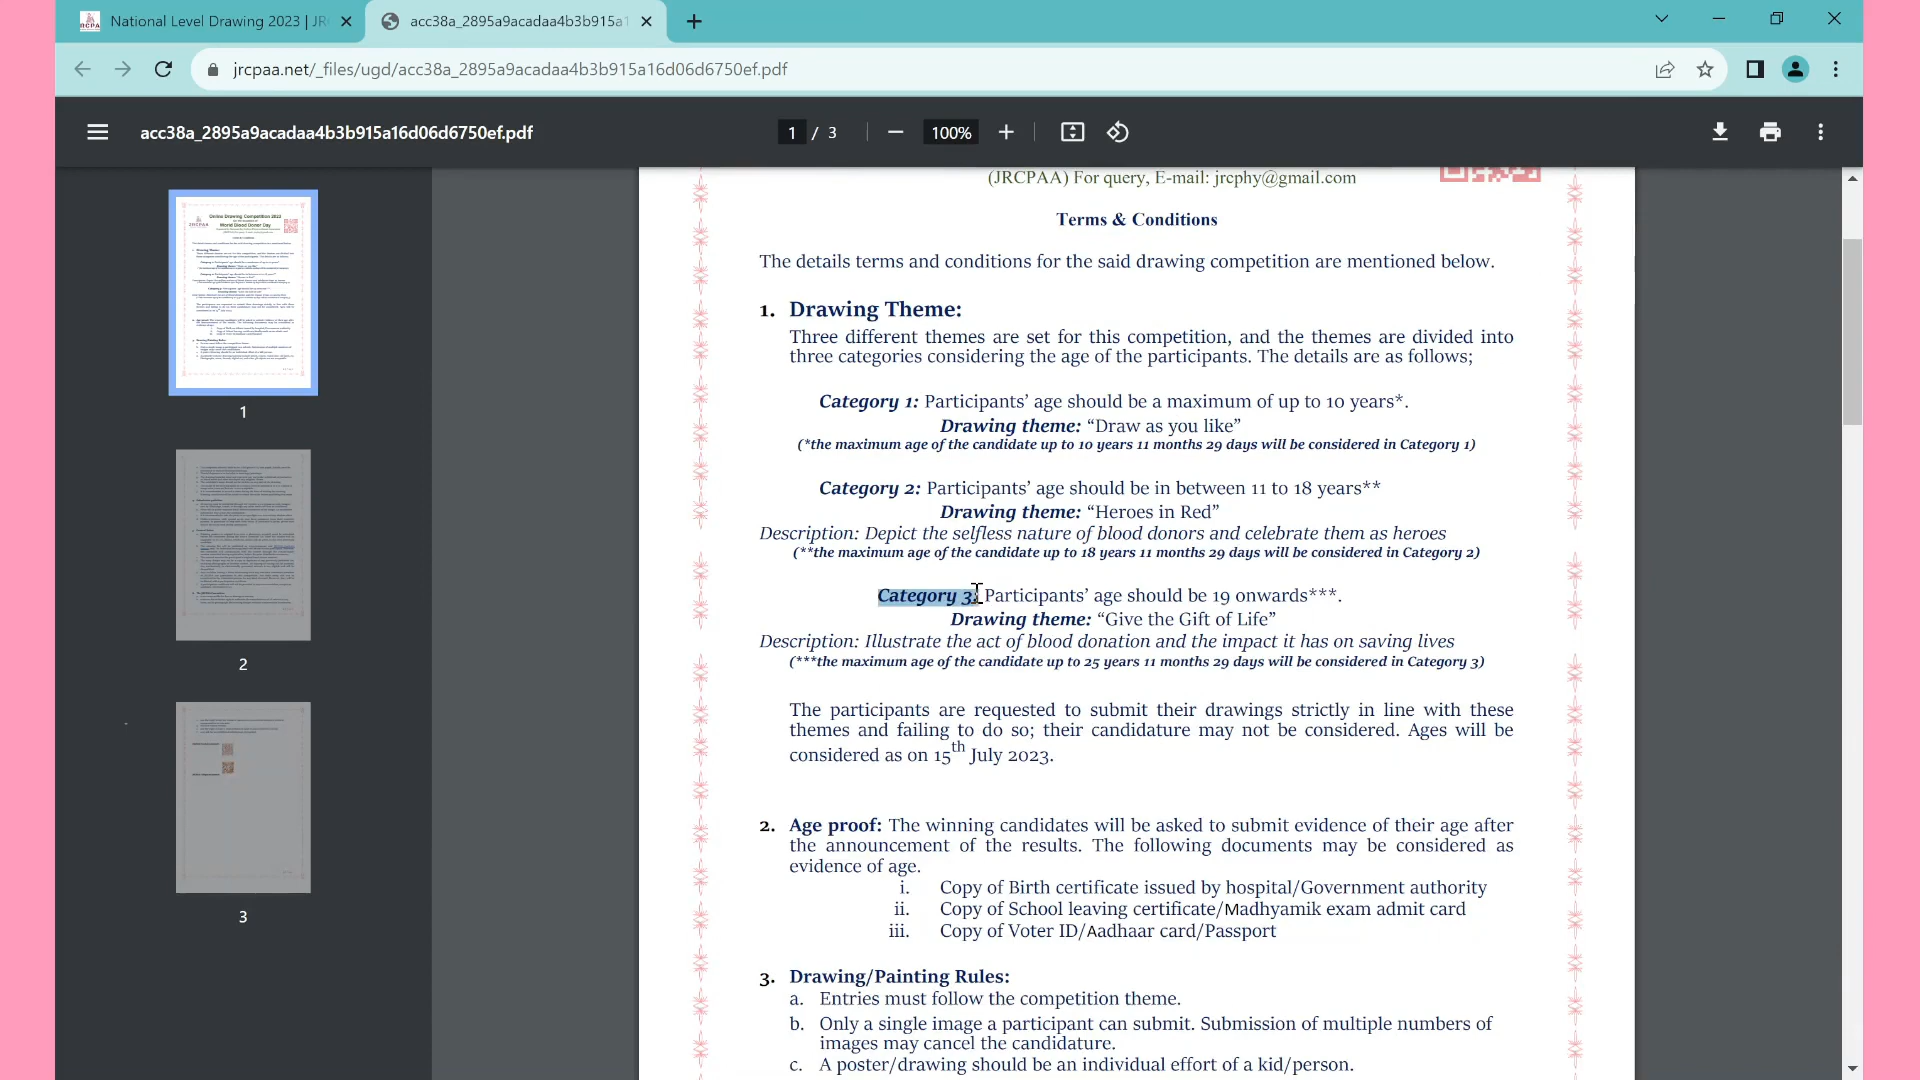 National Level Drawing 2023 | JR
acc38a_2895a9acadaa4b3b915a1
jrcpaa.net/_files/ugd/acc38a_2895a9acadaa4b3b915a16d06d6750ef.pdf
acc38a_2895a9acadaa4b3b915a16d06d6750ef.pdf
1 / 3
100%
(JRCPAA) For query, E-mail: jrcphy@gmail.com
Terms & Conditions
The details terms and conditions for the said drawing competition are mentioned below.
1. Drawing Theme:
Three different themes are set for this competition, and the themes are divided into
three categories considering the age of the participants. The details are as follows;
Category 1: Participants’ age should be a maximum of up to 10 years*.
Drawing theme: “Draw as you like”
(*the maximum age of the candidate up to 10 years 11 months 29 days will be considered in Category 1)
Category 2: Participants’ age should be in between 11 to 18 years**
Drawing theme: “Heroes in Red”
Description: Depict the selfless nature of blood donors and celebrate them as heroes
(**the maximum age of the candidate up to 18 years 11 months 29 days will be considered in Category 2)
Category 3: Participants’ age should be 19 onwards***.
Drawing theme: “Give the Gift of Life”
Description: Illustrate the act of blood donation and the impact it has on saving lives
(***the maximum age of the candidate up to 25 years 11 months 29 days will be considered in Category 3)
The participants are requested to submit their drawings strictly in line with these
themes and failing to do so; their candidature may not be considered. Ages will be
considered as on 15th July 2023.
2. Age proof: The winning candidates will be asked to submit evidence of their age after
the announcement of the results. The following documents may be considered as
evidence of age.
i. Copy of Birth certificate issued by hospital/Government authority
ii. Copy of School leaving certificate/Madhyamik exam admit card
iii. Copy of Voter ID/Aadhaar card/Passport
3. Drawing/Painting Rules:
a. Entries must follow the competition theme.
b. Only a single image a participant can submit. Submission of multiple numbers of
images may cancel the candidature.
c. A poster/drawing should be an individual effort of a kid/person.
Online Drawing Competition 2023
World Blood Donor Day
1
2
3